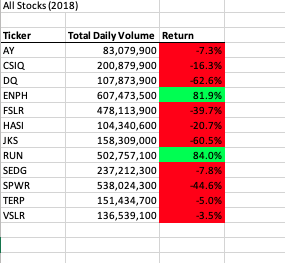 All Stocks (2018)
Ticker Total Daily Volume Return
AY 83,079,900 -7.3%
CSIQ 200,879,900 -16.3%
DQ 107,873,900 -62.6%
ENPH 607,473,500 81.9%
FSLR 478,113,900 -39.7%
HASI 104,340,600 -20.7%
JKS 158,309,000 -60.5%
RUN 502,757,100 84.0%
SEDG 237,212,300 -7.8%
SPWR 538,024,300 -44.6%
TERP 151,434,700 -5.0%
VSLR 136,539,100 -3.5%